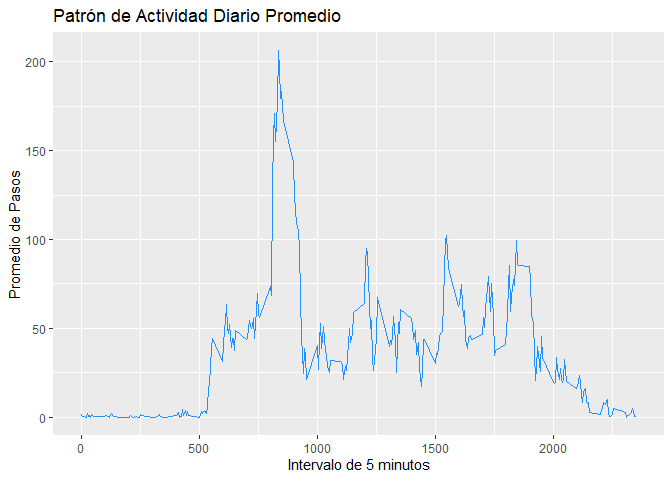 Patrón de Actividad Diario Promedio
Promedio de Pasos
200
150
100
50
0
0 500 1000 1500 2000
Intervalo de 5 minutos